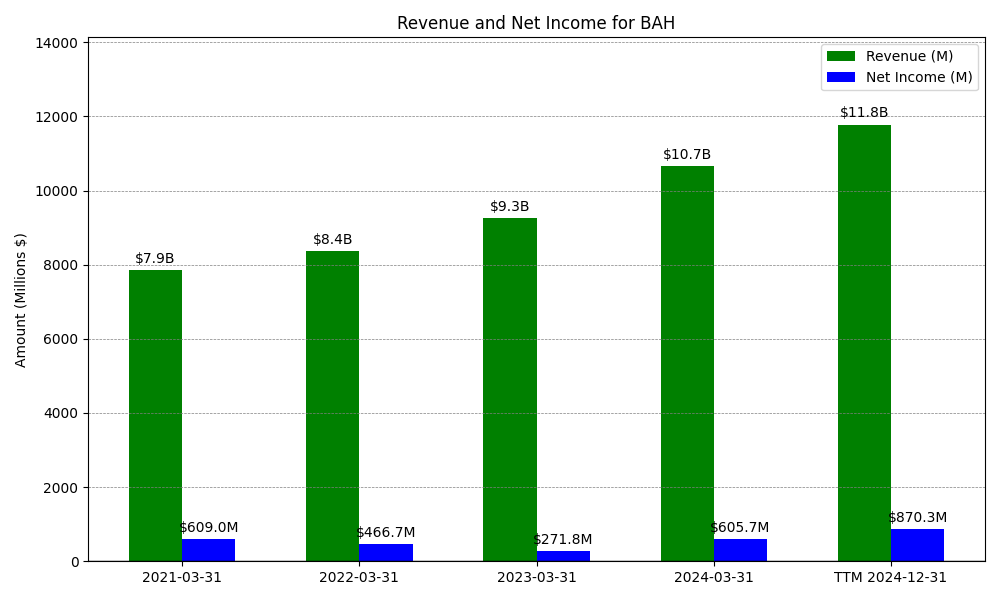 Revenue and Net Income for BAH
14000
12000
10000
8000
6000
4000
2000
0
Amount (Millions $)
Revenue (M)
Net Income (M)
$7.9B
$609.0M
$8.4B
$466.7M
$9.3B
$271.8M
$10.7B
$605.7M
$11.8B
$870.3M
2021-03-31
2022-03-31
2023-03-31
2024-03-31
TTM 2024-12-31